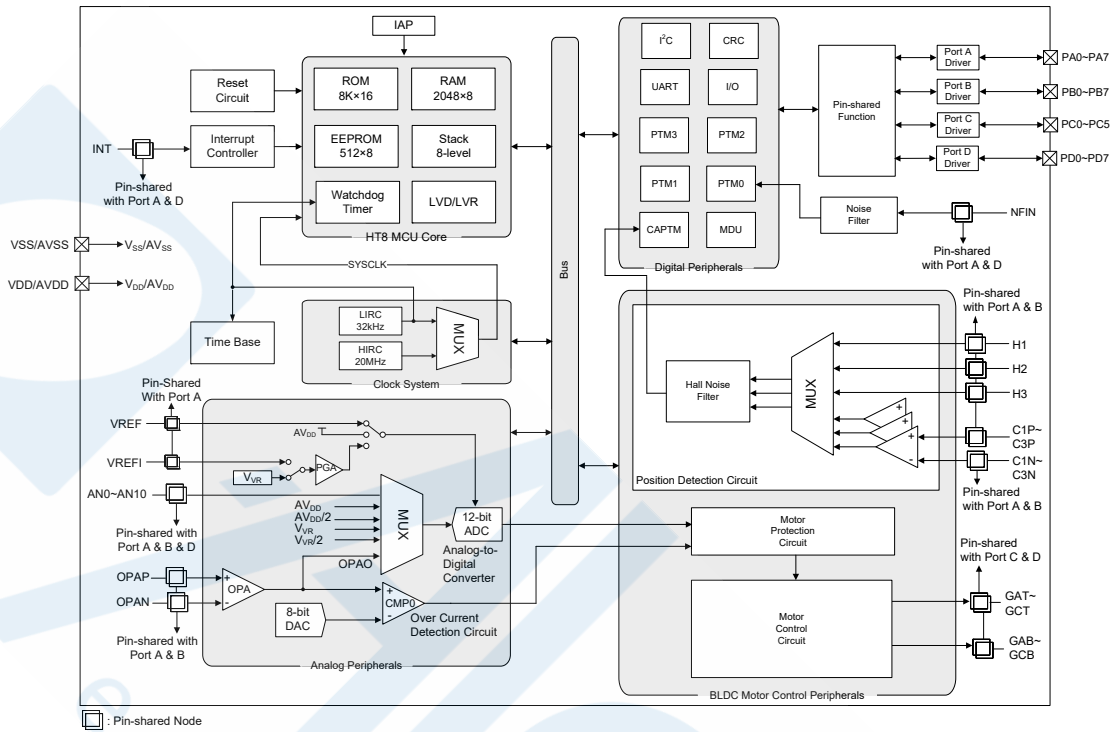 IAP
Reset
Circuit
Interrupt
Controller
INT
Pin-shared
with Port A & D
ROM
8K×16
RAM
2048×8
EEPROM
512×8
Stack
8-level
Watchdog
Timer
LVD/LVR
HT8 MCU Core
VSS/AVSS
VSS/AVSS
VDD/AVDD
VDD/AVDD
SYSCLK
Time Base
LIRC
32kHz
HIRC
20MHz
MUX
Clock System
Bus
I2C
CRC
UART
I/O
PTM3
PTM2
PTM1
PTM0
CAPTM
MDU
Digital Peripherals
Pin-shared
Function
Port A
Driver
Port B
Driver
Port C
Driver
Port D
Driver
PA0~PA7
PB0~PB7
PC0~PC5
PD0~PD7
Noise
Filter
NFIN
Pin-shared
with Port A & D
Pin-Shared
With Port A
VREF
VREFI
AVDD
VVR
PGA
AN0~AN10
Pin-shared with
Port A & B & D
AVDD
AVDD/2
VVR
VVR/2
OPAO
MUX
12-bit
ADC
Analog-to-
Digital
Converter
OPAP
OPAN
+
-
OPA
Pin-shared with
Port A & B
8-bit
DAC
+
-
CMP0
Over Current
Detection Circuit
Analog Peripherals
Pin-shared
with Port A & B
H1
H2
H3
C1P~
C3P
C1N~
C3N
Pin-shared
with Port A & B
Hall Noise
Filter
MUX
+
+
+
-
Position Detection Circuit
Motor
Protection
Circuit
Motor
Control
Circuit
BLDC Motor Control Peripherals
Pin-shared
with Port C & D
GAT~
GCT
GAB~
GCB
: Pin-shared Node